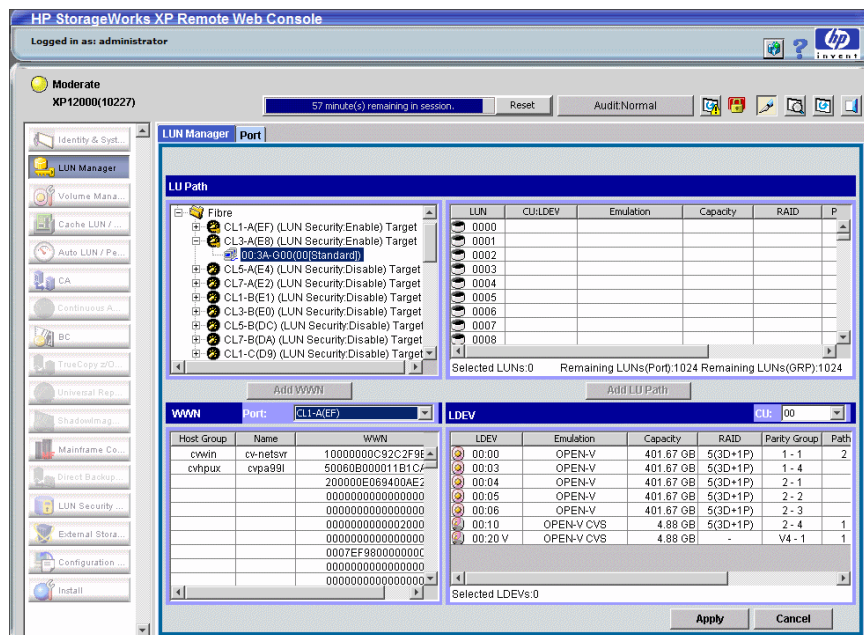 HP StorageWorks XP Remote Web Console
Logged in as: administrator
hp
invent
Moderate
XP12000(10227)
57 minute(s) remaining in session.
Reset
Audit:Normal
Identity & Syst...
LUN Manager
Volume Mana...
Cache LUN / ...
Auto LUN / Pe...
CA
Continuous A...
BC
TrueCopy z/O...
Universal Rep...
ShadowImag...
Mainframe Co...
Direct Backup...
LUN Security ...
External Stora...
Configuration ...
Install
LUN Manager Port
LU Path
Fibre
CL1-A(EF) (LUN Security:Enable) Target
CL3-A(E8) (LUN Security:Enable) Target
00:3A-G00(00[Standard])
CL5-A(E4) (LUN Security:Disable) Target
CL7-A(E2) (LUN Security:Disable) Target
CL1-B(E1) (LUN Security:Disable) Target
CL3-B(E0) (LUN Security:Disable) Target
CL5-B(DC) (LUN Security:Disable) Target
CL7-B(DA) (LUN Security:Disable) Target
CL1-C(D9) (LUN Security:Disable) Target
LUN CU:LDEV Emulation Capacity RAID P
0000
0001
0002
0003
0004
0005
0006
0007
0008
Selected LUNs:0 Remaining LUNs(Port):1024 Remaining LUNs(GRP):1024
Add WWN
Add LU Path
WWN Port: CL1-A(EF)
Host Group Name WWN
cvwin cv-netsvr 10000000C92C2F9E
cvhpux cvpa99l 50060B000011B1CA
200000E069400AE2
0000000000000000
0000000000000000
0000000000002000
0000000000000000
0007EF9800000000
0000000000000000
0000000000000000
LDEV CU: 00
LDEV Emulation Capacity RAID Parity Group Path
00:00 OPEN-V 401.67 GB 5(3D+1P) 1 - 1 2
00:03 OPEN-V 401.67 GB 5(3D+1P) 1 - 4
00:04 OPEN-V 401.67 GB 5(3D+1P) 2 - 1
00:05 OPEN-V 401.67 GB 5(3D+1P) 2 - 2
00:06 OPEN-V 401.67 GB 5(3D+1P) 2 - 3
00:10 OPEN-V CVS 4.88 GB 5(3D+1P) 2 - 4 1
00:20 V OPEN-V CVS 4.88 GB - V4 - 1 1
Selected LDEVs:0
Apply
Cancel